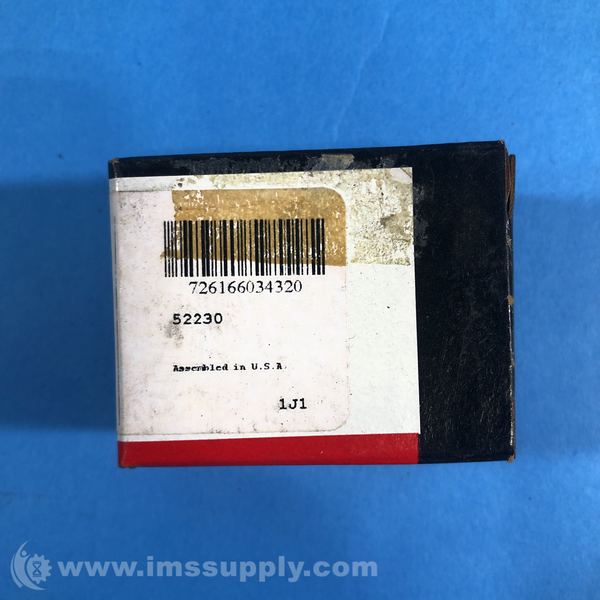 726166034320
52230
Assembled in U.S.A.
1J1
www.imssupply.com